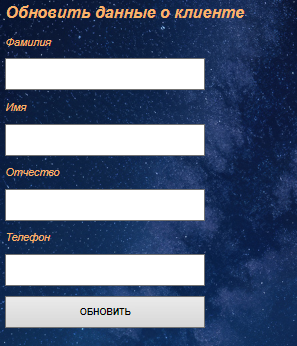 Обновить данные о клиенте
Фамилия
Имя
Отчество
Телефон
ОБНОВИТЬ